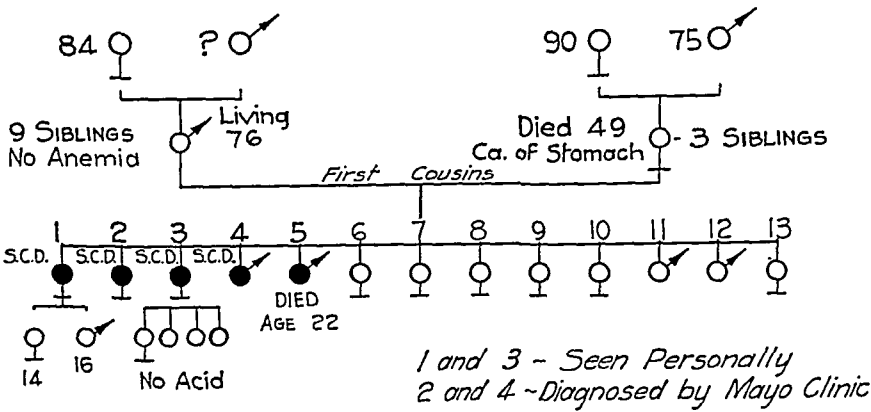 84 ? 90 75
9 SIBLINGS
No Anemia
Living
76
Died 49
Ca. of Stomach
- 3 SIBLINGS
First Cousins
1 2 3 4 5 6 7 8 9 10 11 12 13
S.C.D. S.C.D. S.C.D. S.C.D.
DIED
AGE 22
14 16
No Acid
1 and 3 - Seen Personally
2 and 4 ~Diagnosed by Mayo Clinic